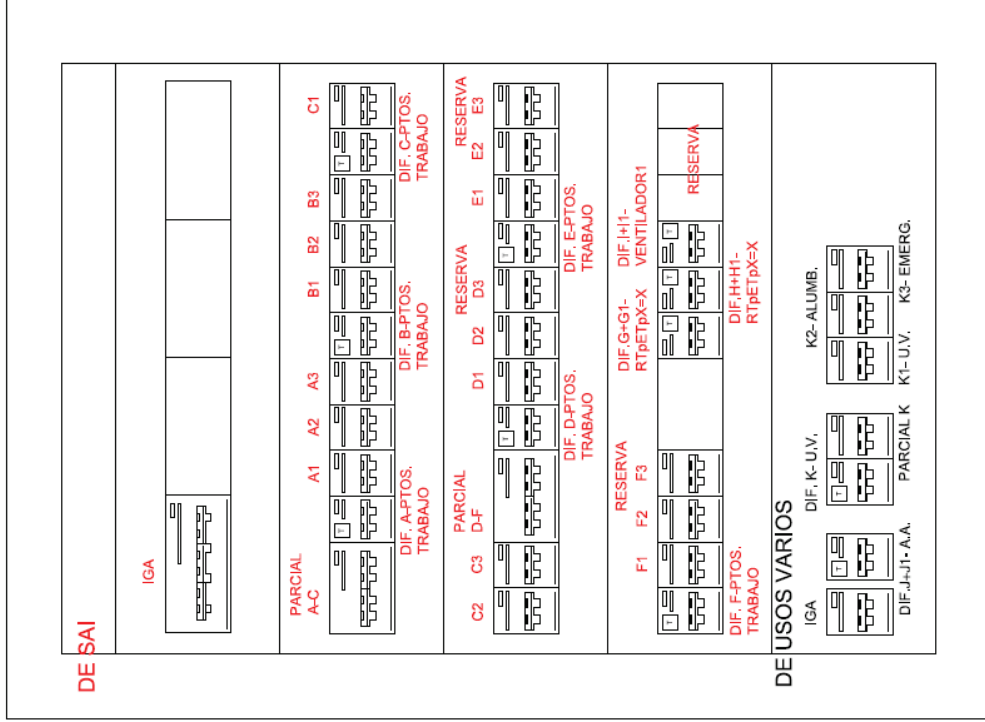 DE SAI
IGA
PARCIAL
A-C
A1
A2
A3
B1
B2
B3
C1
T
T
T
DIF. A-PTOS.
TRABAJO
DIF. B-PTOS.
TRABAJO
DIF. C-PTOS.
TRABAJO
C2
C3
PARCIAL
D-F
D1
D2
D3
RESERVA
E1
E2
E3
RESERVA
T
T
DIF. D-PTOS.
TRABAJO
DIF. E-PTOS.
TRABAJO
F1
F2
F3
RESERVA
DIF.G+G1-
RTpETpX=X
DIF.I+I1-
VENTILADOR1
RESERVA
T
T
T
T
DIF. F-PTOS.
TRABAJO
DIF.H+H1-
RTpETpX=X
DE USOS VARIOS
IGA
DIF. K- U.V.
K2- ALUMB.
T
T
DIF.J+J1- A.A.
PARCIAL K
K1- U.V.
K3- EMERG.